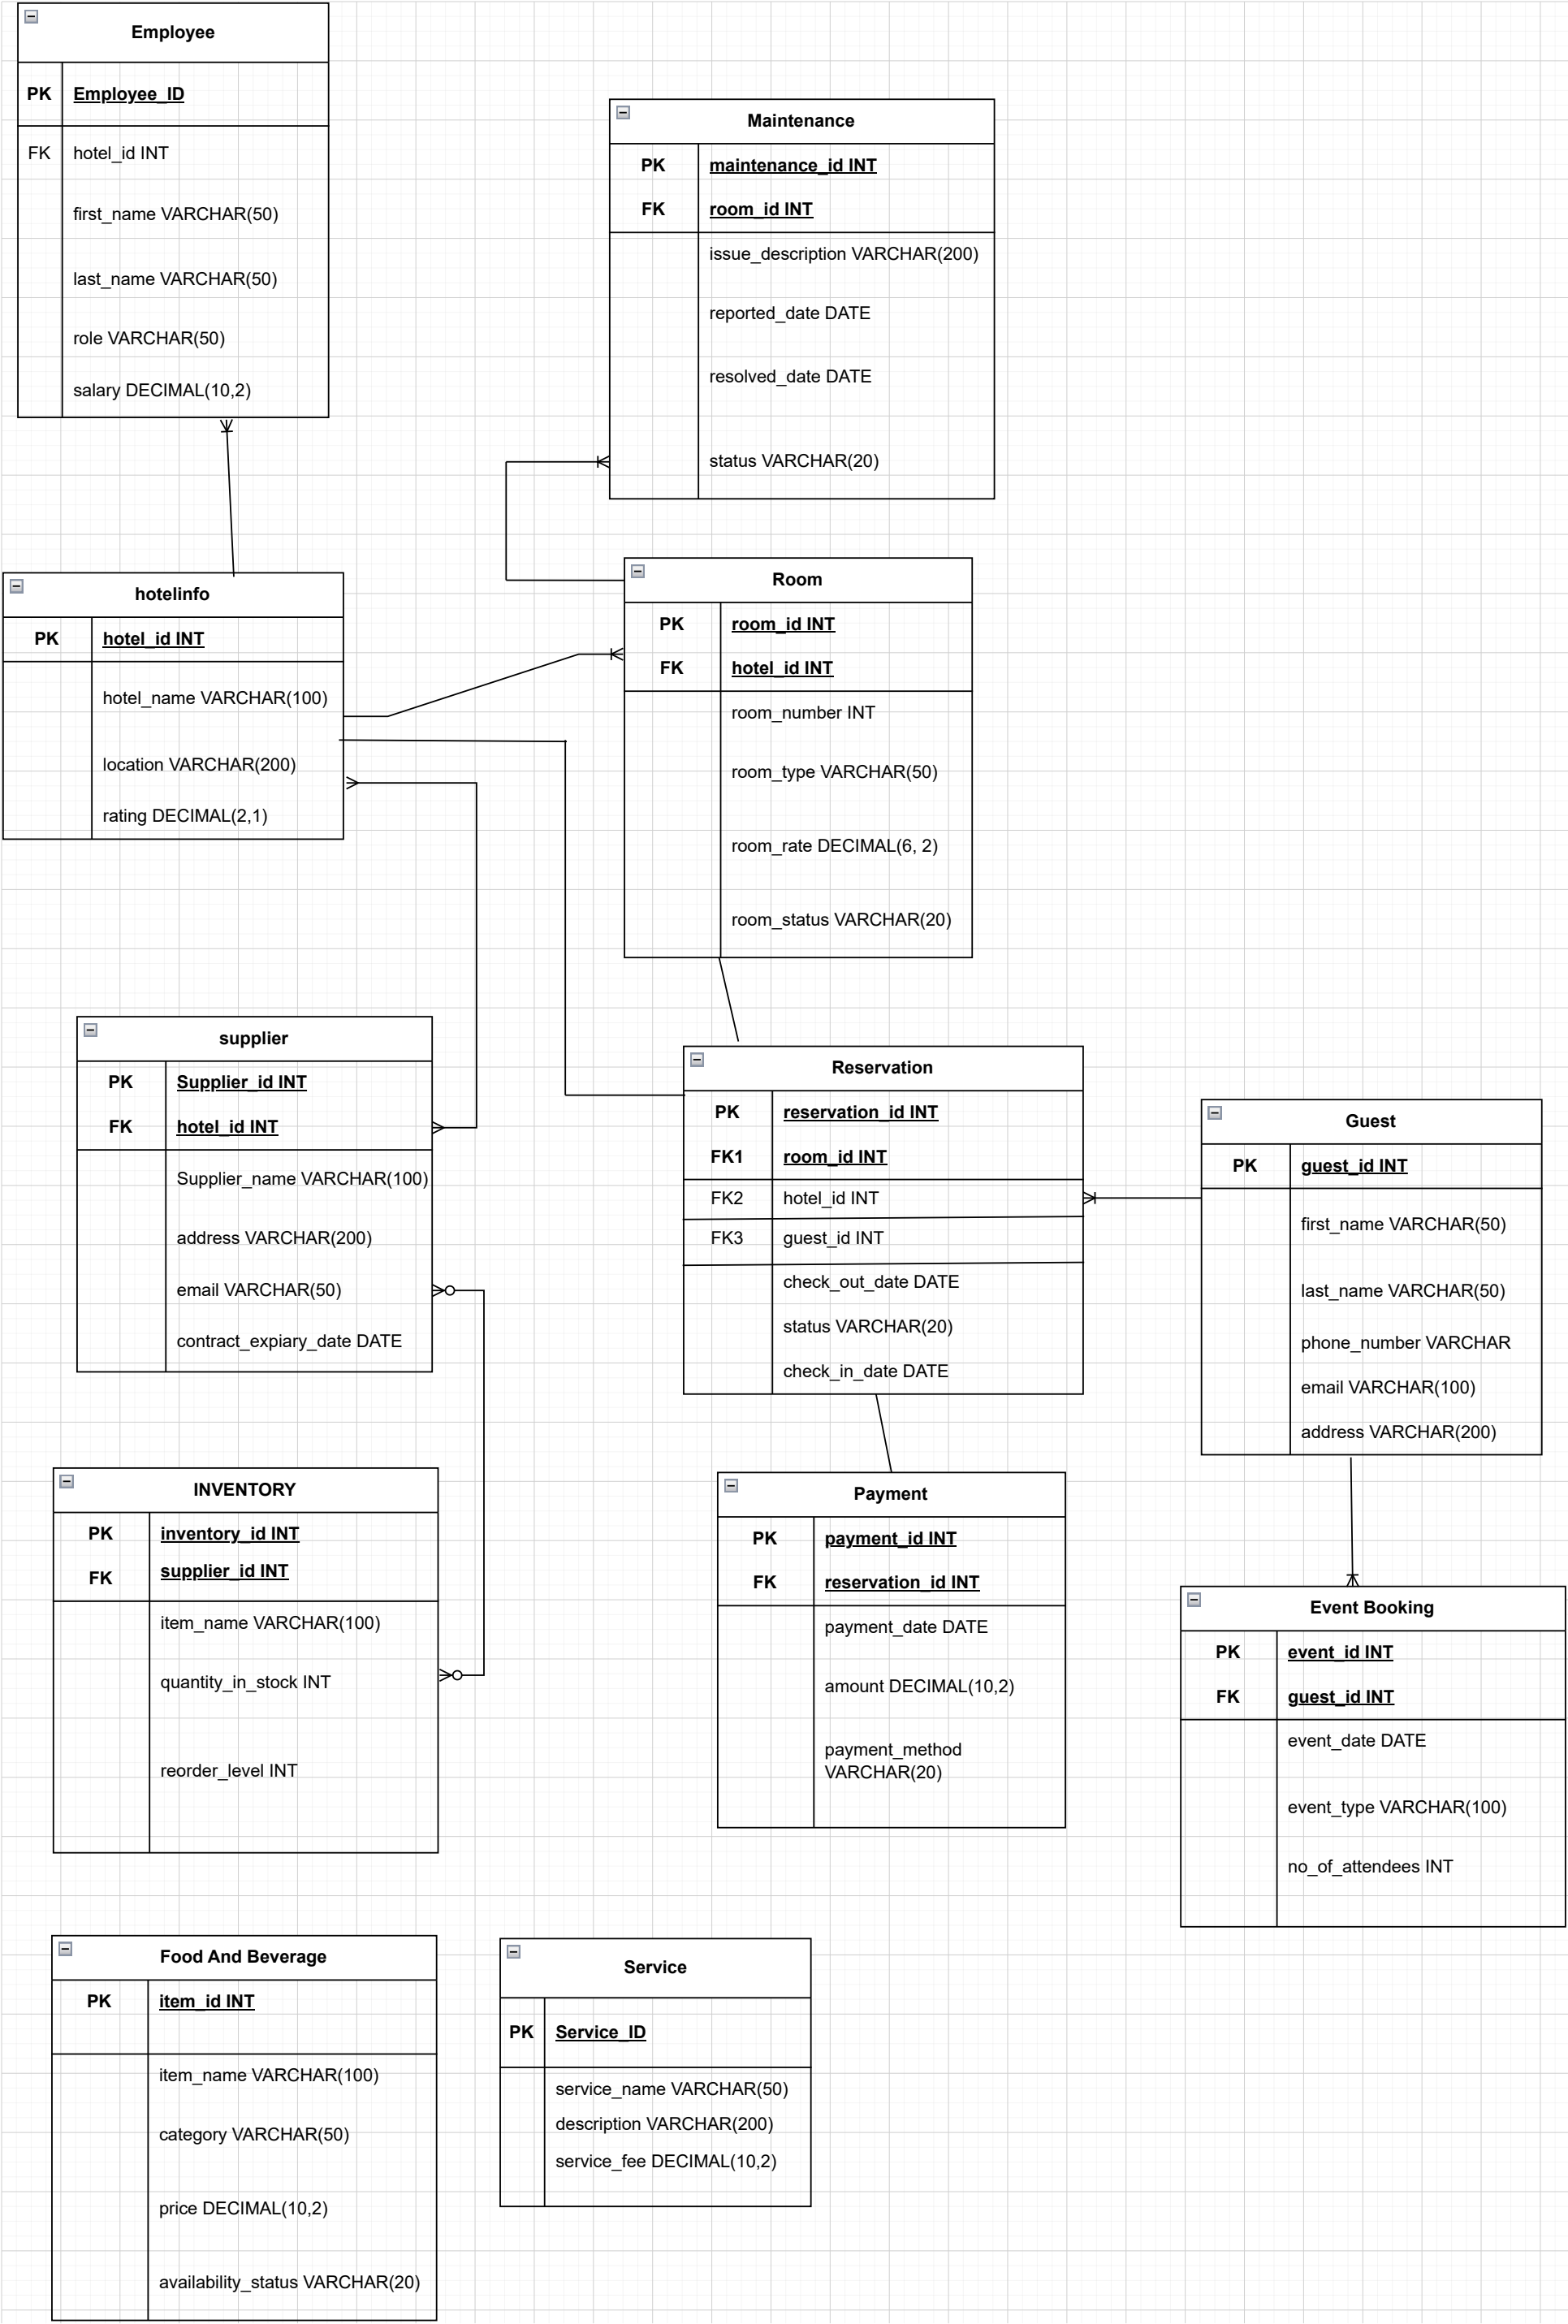 Employee
PK Employee_ID
FK hotel_id INT
first_name VARCHAR(50)
last_name VARCHAR(50)
role VARCHAR(50)
salary DECIMAL(10,2)
Maintenance
PK maintenance_id INT
FK room_id INT
issue_description VARCHAR(200)
reported_date DATE
resolved_date DATE
status VARCHAR(20)
hotelinfo
PK hotel_id INT
hotel_name VARCHAR(100)
location VARCHAR(200)
rating DECIMAL(2,1)
Room
PK room_id INT
FK hotel_id INT
room_number INT
room_type VARCHAR(50)
room_rate DECIMAL(6, 2)
room_status VARCHAR(20)
supplier
PK Supplier_id INT
FK hotel_id INT
Supplier_name VARCHAR(100)
address VARCHAR(200)
email VARCHAR(50)
contract_expiary_date DATE
Reservation
PK reservation_id INT
FK1 room_id INT
FK2 hotel_id INT
FK3 guest_id INT
check_out_date DATE
status VARCHAR(20)
check_in_date DATE
Guest
PK guest_id INT
first_name VARCHAR(50)
last_name VARCHAR(50)
phone_number VARCHAR
email VARCHAR(100)
address VARCHAR(200)
INVENTORY
PK inventory_id INT
FK supplier_id INT
item_name VARCHAR(100)
quantity_in_stock INT
reorder_level INT
Payment
PK payment_id INT
FK reservation_id INT
payment_date DATE
amount DECIMAL(10,2)
payment_method
VARCHAR(20)
Event Booking
PK event_id INT
FK guest_id INT
event_date DATE
event_type VARCHAR(100)
no_of_attendees INT
Food And Beverage
PK item_id INT
item_name VARCHAR(100)
category VARCHAR(50)
price DECIMAL(10,2)
availability_status VARCHAR(20)
Service
PK Service_ID
service_name VARCHAR(50)
description VARCHAR(200)
service_fee DECIMAL(10,2)